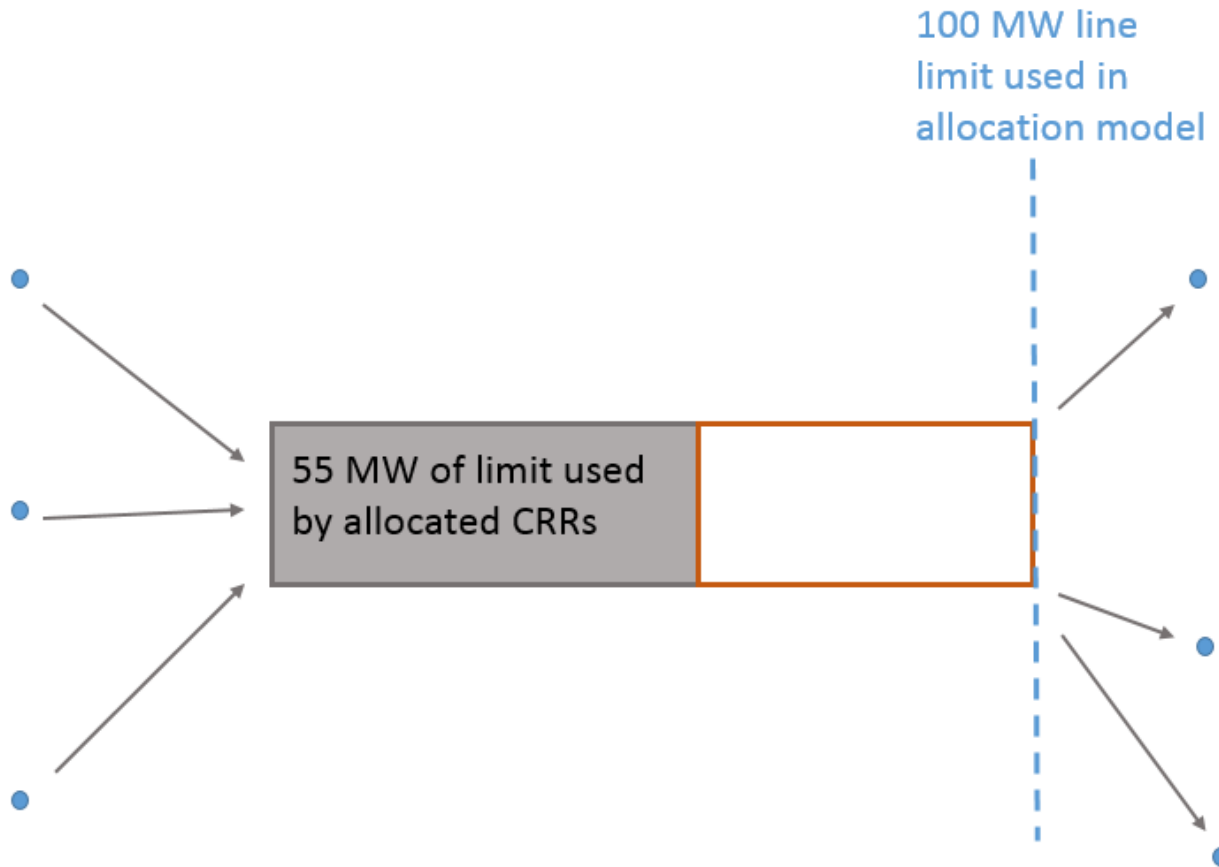 100 MW line
limit used in
allocation model
55 MW of limit used
by allocated CRRs